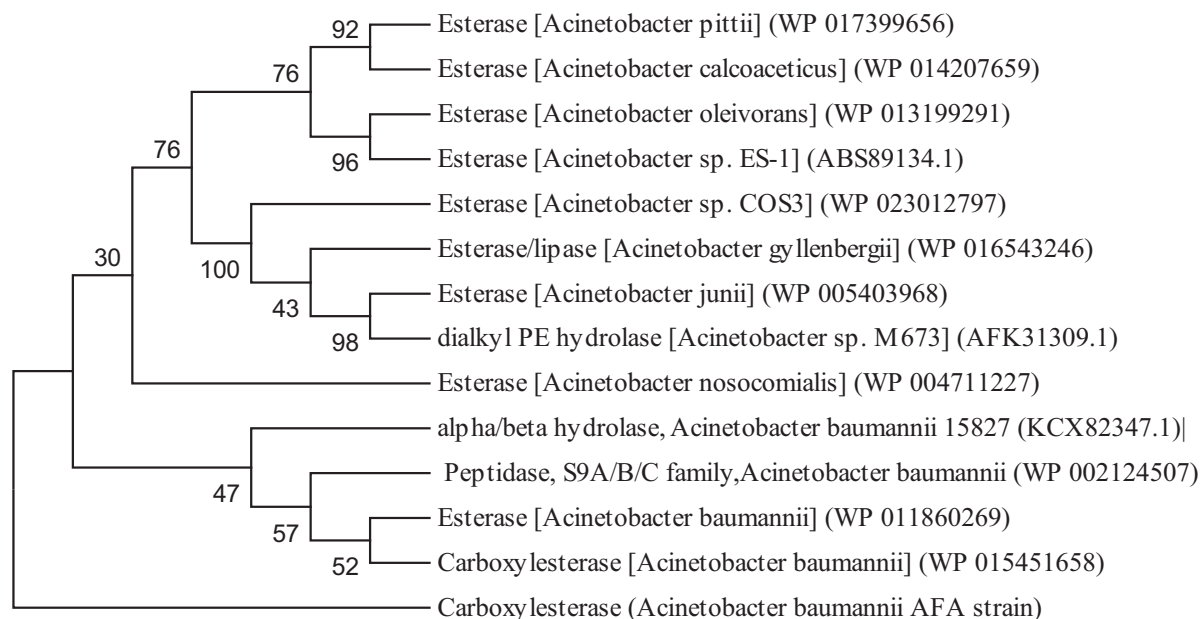 92
Esterase [Acinetobacter pittii] (WP 017399656)
76
Esterase [Acinetobacter calcoaceticus] (WP 014207659)
Esterase [Acinetobacter oleivorans] (WP 013199291)
76
96
Esterase [Acinetobacter sp. ES-1] (ABS89134.1)
Esterase [Acinetobacter sp. COS3] (WP 023012797)
30
100
Esterase/lipase [Acinetobacter gyllenbergii] (WP 016543246)
43
Esterase [Acinetobacter junii] (WP 005403968)
98
dialkyl PE hydrolase [Acinetobacter sp. M673] (AFK31309.1)
Esterase [Acinetobacter nosocomialis] (WP 004711227)
alpha/beta hydrolase, Acinetobacter baumannii 15827 (KCX82347.1)|
47
Peptidase, S9A/B/C family,Acinetobacter baumannii (WP 002124507)
57
Esterase [Acinetobacter baumannii] (WP 011860269)
52
Carboxylesterase [Acinetobacter baumannii] (WP 015451658)
Carboxylesterase (Acinetobacter baumannii AFA strain)